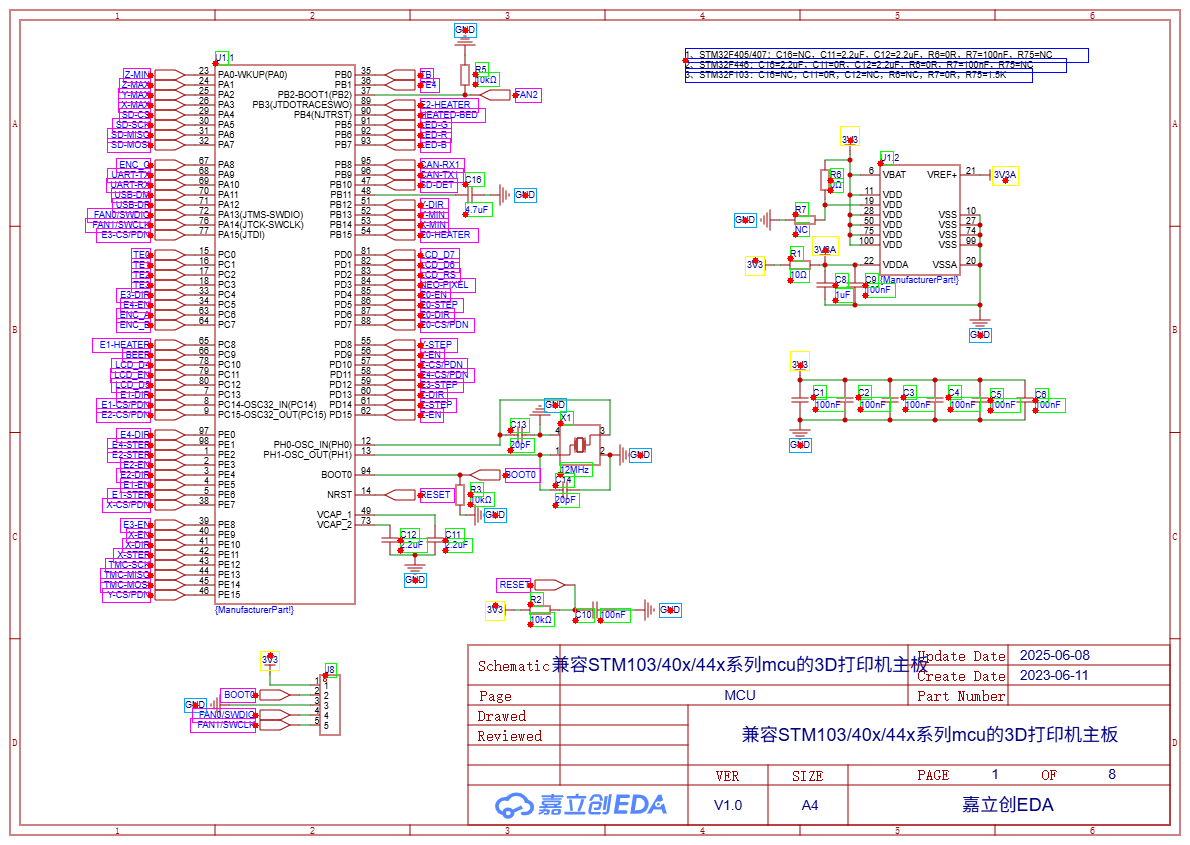 1 2 3 4 5 6
1、STM32F405/407：C16=NC，C11=2.2uF，C12=2.2uF，R6=0R，R7=100nF，R75=NC
2、STM32F446：C16=2.2uF，C11=0R，C12=2.2uF，R6=0R，R7=100nF，R75=NC
3、STM32F103：C16=NC，C11=0R，C12=NC，R6=NC，R7=0R，R75=1.5K
GND
R5
10kΩ
FAN2
U1.1
Z-MIN 23 PA0-WKUP(PA0) PB0 35 TB
Z-MAX 24 PA1 PB1 36 TE4
Y-MAX 25 PA2 PB2-BOOT1(PB2) 37
X-MAX 26 PA3 PB3(JTDOTRACESWO) 89 E2-HEATER
SD-CS 29 PA4 PB4(NJTRST) 90 HEATED-BED
SD-SCK 30 PA5 PB5 91 LED-G
SD-MISO 31 PA6 PB6 92 LED-R
SD-MOSI 32 PA7 PB7 93 LED-B
ENC_C 67 PA8 PB8 95 CAN-RX1
UART-TX 68 PA9 PB9 96 CAN-TX1
UART-RX 69 PA10 PB10 47 SD-DET
USB-DM 70 PA11 PB11 48
USB-DP 71 PA12 PB12 51 Y-DIR
FAN0/SWDIO 72 PA13(JTMS-SWDIO) PB13 52 Y-MIN
FAN1/SWCLK 76 PA14(JTCK-SWCLK) PB14 53 X-MIN
E3-CS/PDN 77 PA15(JTDI) PB15 54 E0-HEATER
C16
4.7uF
GND
TE0 15 PC0 PD0 81 LCD_D7
TE1 16 PC1 PD1 82 LCD_D6
TE2 17 PC2 PD2 83 LCD_RS
TE3 18 PC3 PD3 84 NEO-PIXEL
E3-DIR 33 PC4 PD4 85 E0-EN
E4-EN 34 PC5 PD5 86 E0-STEP
ENC_A 63 PC6 PD6 87 E0-DIR
ENC_B 64 PC7 PD7 88 E0-CS/PDN
E1-HEATER 65 PC8 PD8 55 Y-STEP
BEER 66 PC9 PD9 56 Y-EN
LCD_D4 78 PC10 PD10 57 Z-CS/PDN
LCD_EN 79 PC11 PD11 58 E4-CS/PDN
LCD_D5 80 PC12 PD12 59 E3-STEP
E1-DIR 7 PC13 PD13 60 Z-DIR
E1-CS/PDN 8 PC14-OSC32_IN(PC14) PD14 61 Z-STEP
E2-CS/PDN 9 PC15-OSC32_OUT(PC15) PD15 62 Z-EN
E4-DIR 97 PE0
E4-STEP 98 PE1 PH0-OSC_IN(PH0) 12
E2-STEP 1 PE2 PH1-OSC_OUT(PH1) 13
E2-EN 2 PE3
E2-DIR 3 PE4 BOOT0 94 BOOT0
E1-EN 4 PE5
E1-STEP 5 PE6 NRST 14 RESET
X-CS/PDN 38 PE7
VCAP_1 49
VCAP_2 73
E3-EN 39 PE8
X-EN 40 PE9
X-DIR 41 PE10
X-STEP 42 PE11
TMC-SCK 43 PE12
TMC-MISO 44 PE13
TMC-MOSI 45 PE14
Y-CS/PDN 46 PE15
{ManufacturerPart!}
GND
C13
20pF
X1
4 3
1 2
12MHz
C14
20pF
GND
R3
10kΩ
GND
C12
2.2uF
C11
2.2uF
GND
RESET
3V3
R2
10kΩ
C10
100nF
GND
3V3
U1.2
R6
0Ω
6 VBAT VREF+ 21 3V3A
11 VDD
19 VDD
28 VDD VSS 10
50 VDD VSS 27
75 VDD VSS 74
100 VDD VSS 99
22 VDDA VSSA 20
{ManufacturerPart!}
GND
R7
NC
3V3
R1
10Ω
3V3A
C8
1uF
C9
100nF
GND
3V3
C1 C2 C3 C4 C5 C6
100nF 100nF 100nF 100nF 100nF 100nF
GND
3V3
J8
1 1
BOOT0 2 2
GND 3 3
FAN0/SWDIO 4 4
FAN1/SWCLK 5 5
A B C D
A B C D
Schematic 兼容STM103/40x/44x系列mcu的3D打印机主板
Update Date 2025-06-08
Create Date 2023-06-11
Page MCU Part Number
Drawed
Reviewed
兼容STM103/40x/44x系列mcu的3D打印机主板
VER SIZE PAGE 1 OF 8
嘉立创EDA V1.0 A4 嘉立创EDA
1 2 3 4 5 6